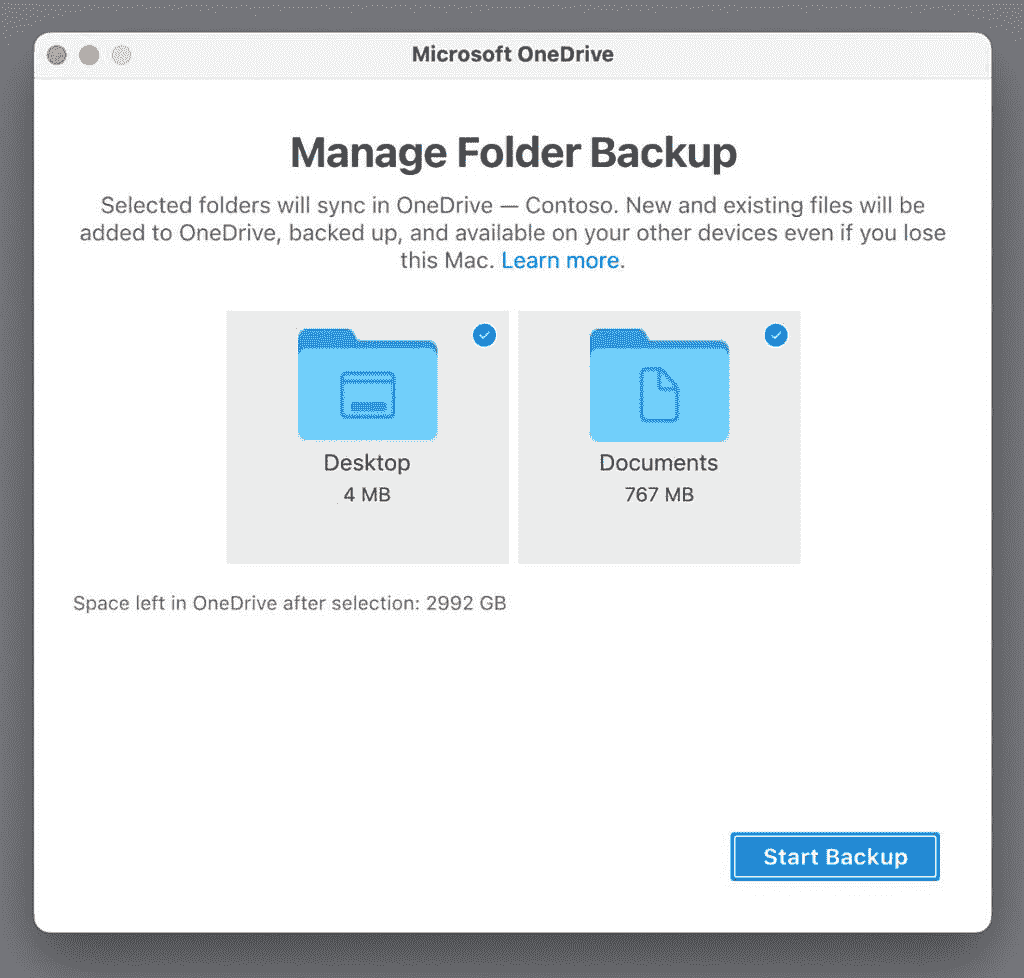 Microsoft OneDrive
Manage Folder Backup
Selected folders will sync in OneDrive — Contoso. New and existing files will be
added to OneDrive, backed up, and available on your other devices even if you lose
this Mac. Learn more.
Desktop
4 MB
Documents
767 MB
Space left in OneDrive after selection: 2992 GB
Start Backup